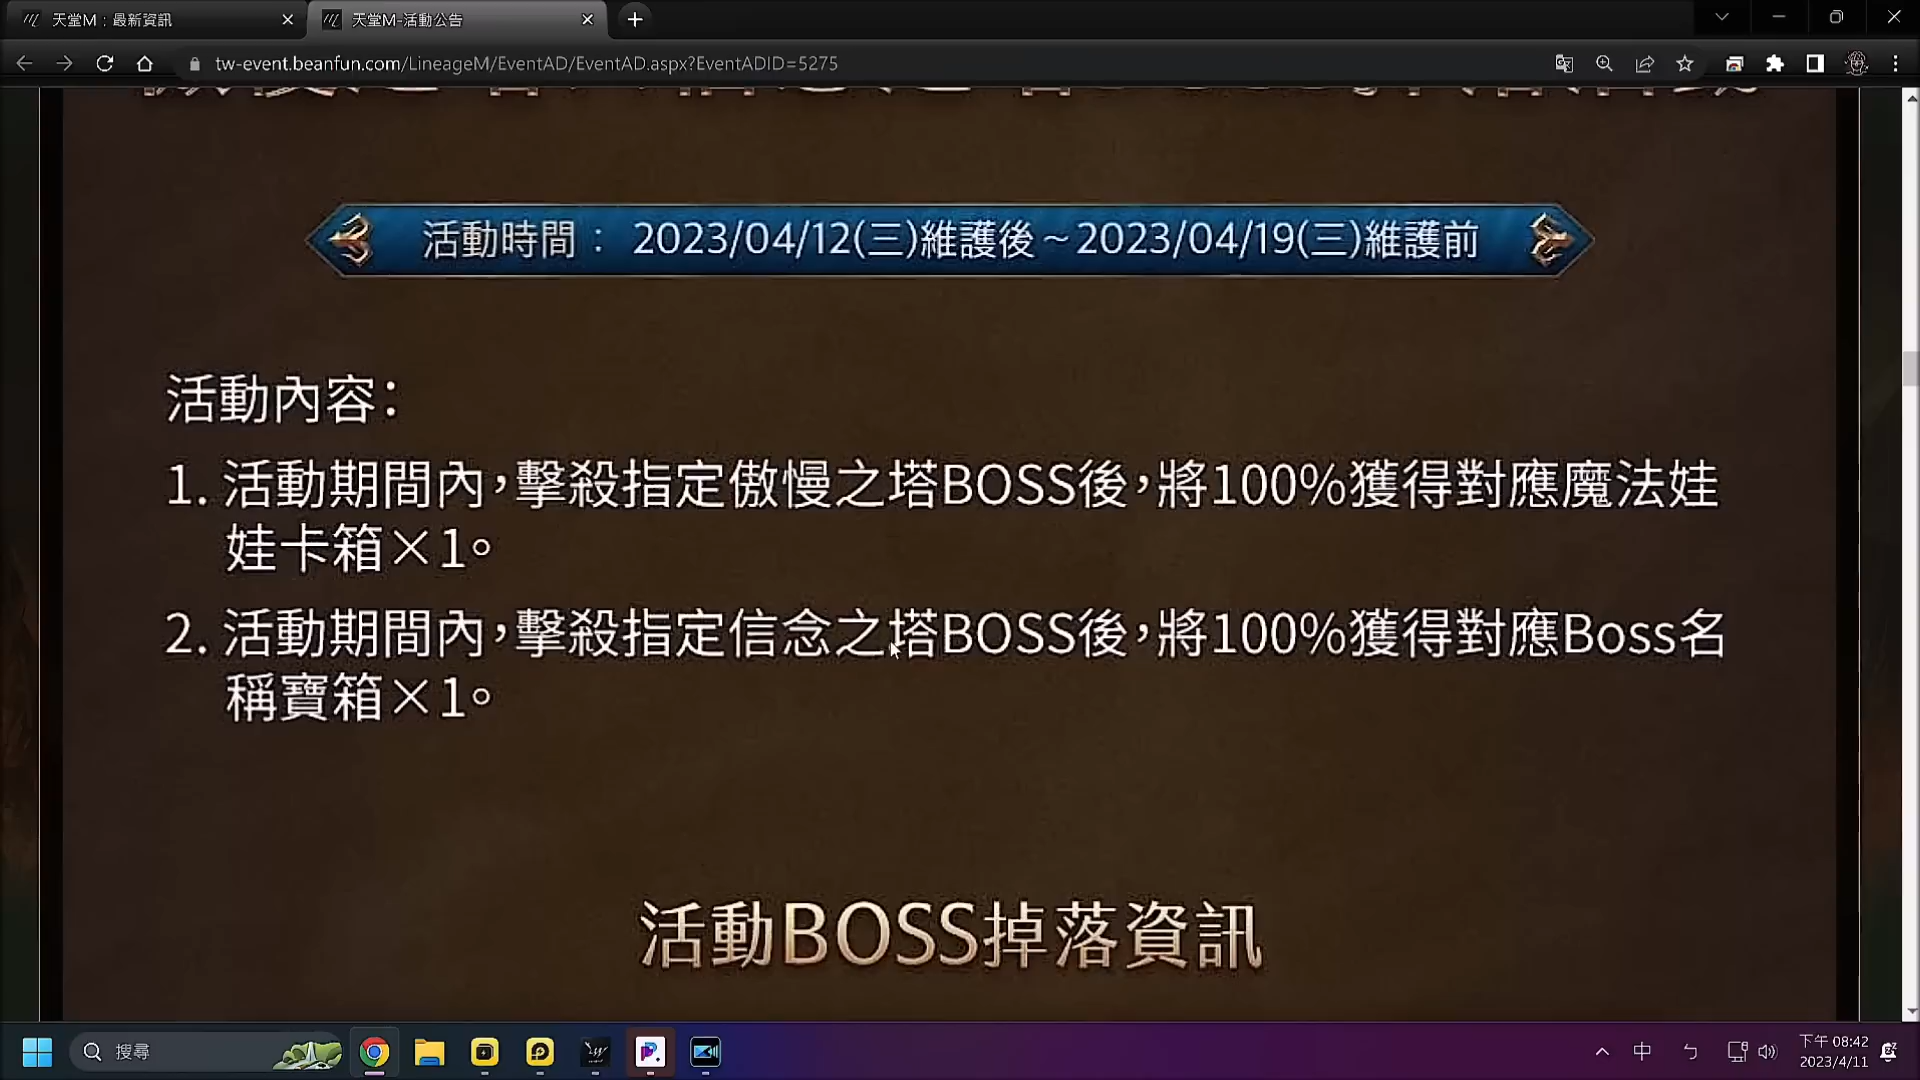 天堂M：最新資訊
天堂M-活動公告
tw-event.beanfun.com/LineageM/EventAD/EventAD.aspx?EventADID=5275
活動時間： 2023/04/12(三)維護後～2023/04/19(三)維護前
活動內容：
1. 活動期間內，擊殺指定傲慢之塔BOSS後，將100%獲得對應魔法娃
娃卡箱×1。
2. 活動期間內，擊殺指定信念之塔BOSS後，將100%獲得對應Boss名
稱寶箱×1。
活動BOSS掉落資訊
搜尋
中
ㄅ
下午 08:42
2023/4/11